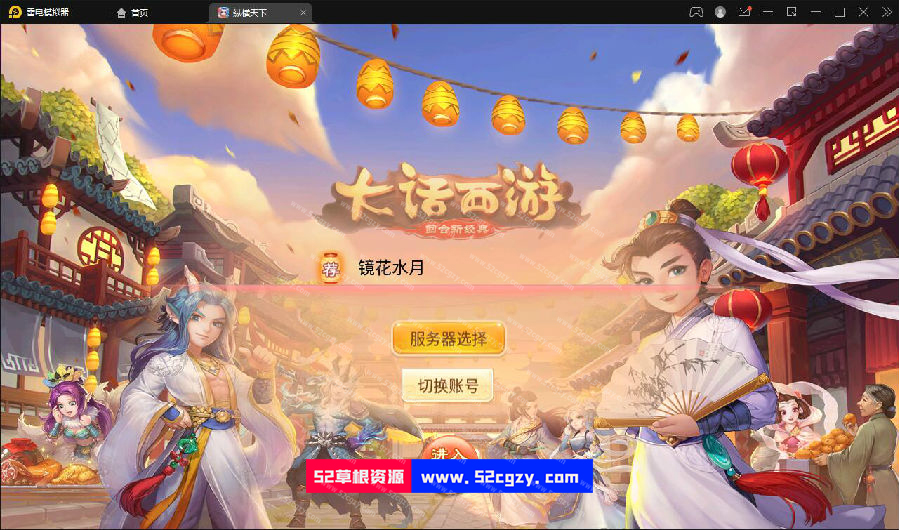 雷电模拟器
首页
纵横天下
大话西游
回合新经典
荐 镜花水月
服务器选择
切换账号
进入
52草根资源 www.52cgzy.com